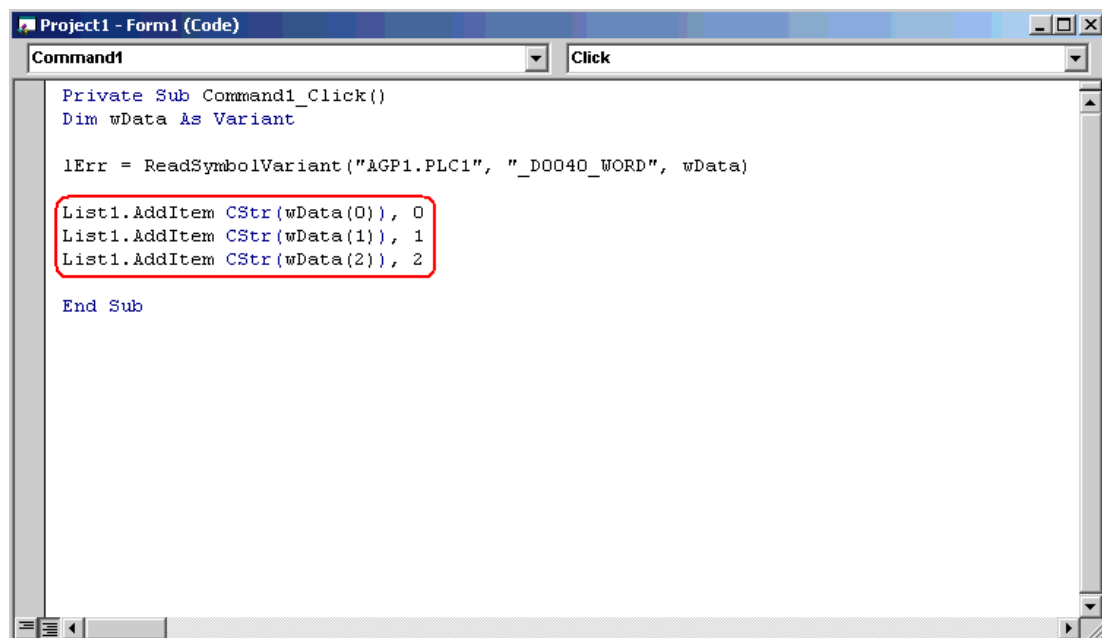 Project1 - Form1 (Code)
Command1 Click
Private Sub Command1_Click()
Dim wData As Variant
lErr = ReadSymbolVariant("AGP1.PLC1", "_D0040_WORD", wData)
List1.AddItem CStr(wData(0)), 0
List1.AddItem CStr(wData(1)), 1
List1.AddItem CStr(wData(2)), 2
End Sub